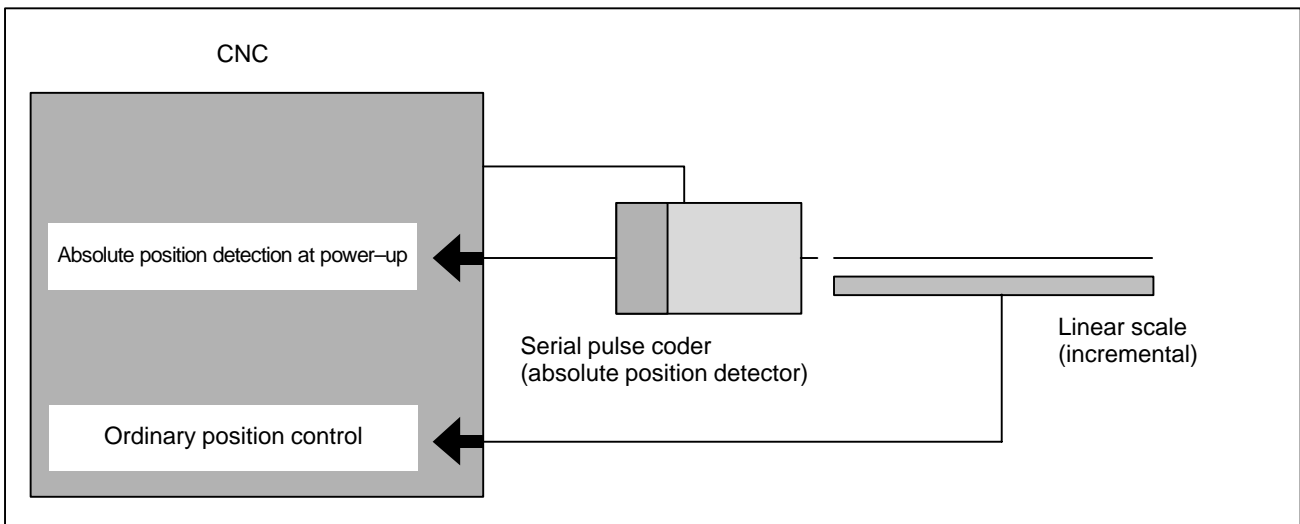 CNC
Absolute position detection at power–up
Serial pulse coder
(absolute position detector)
Linear scale
(incremental)
Ordinary position control